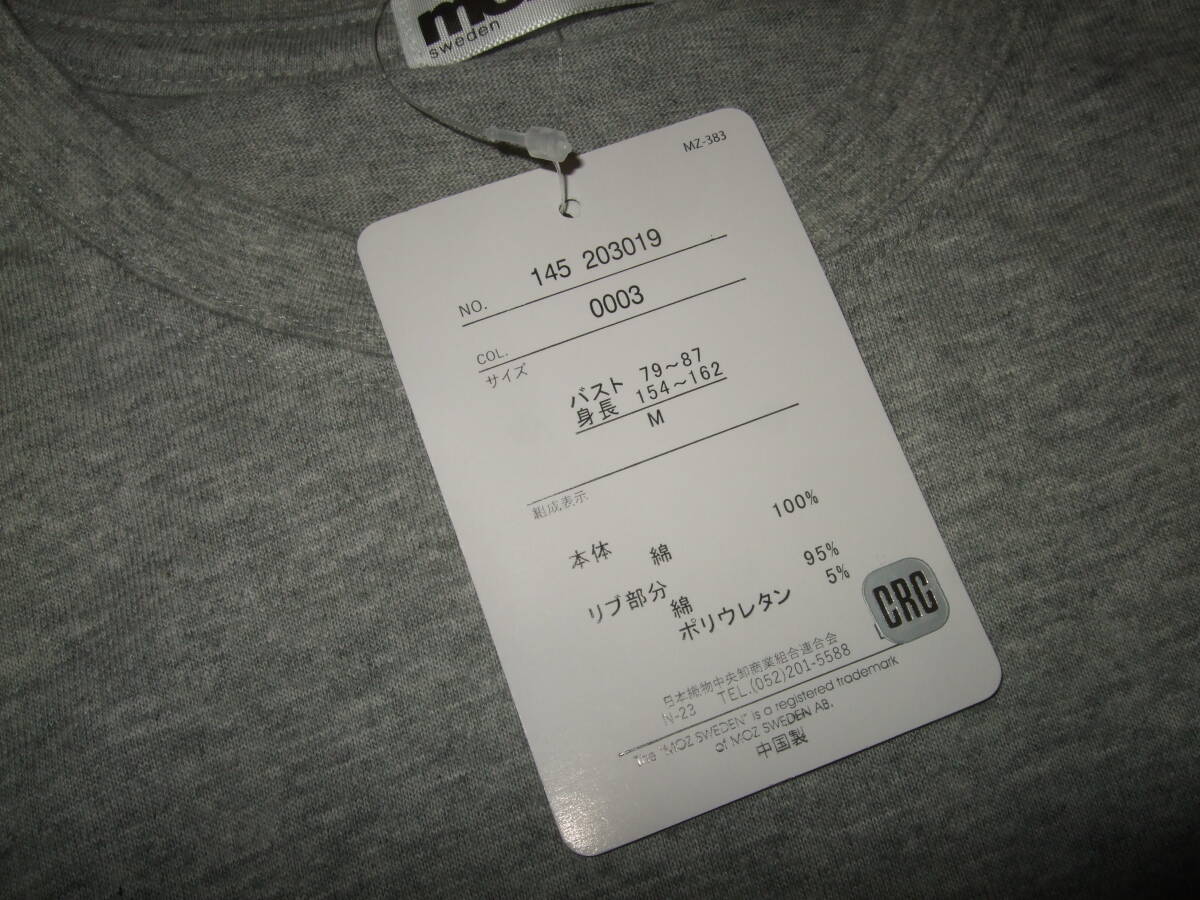 sweden
MZ-383
NO. 145 203019
COL. 0003
サイズ
バスト 79～87
身長 154～162
M
組成表示
本体 綿 100%
リブ部分
綿 95%
ポリウレタン 5%
日本織物中央卸商業組合連合会
N-23 TEL.(052)201-5588
CRC
The "MOZ SWEDEN" is a registered trademark
of MOZ SWEDEN AB.
中国製